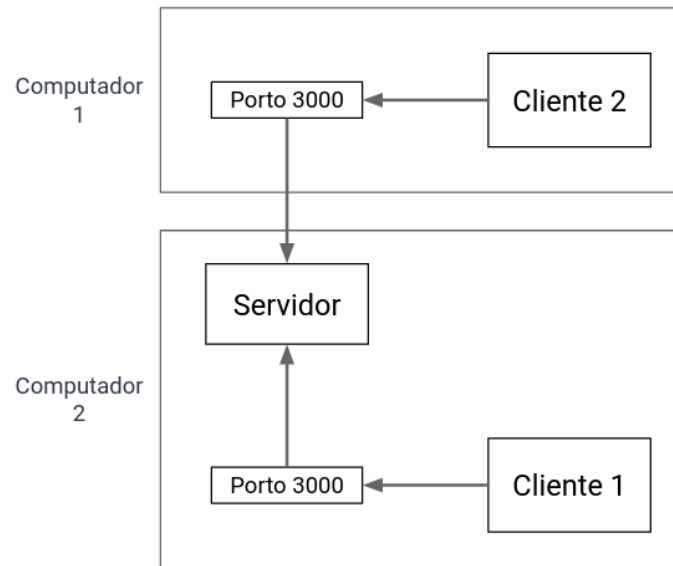 Computador
1
Porto 3000
Cliente 2
Servidor
Computador
2
Porto 3000
Cliente 1